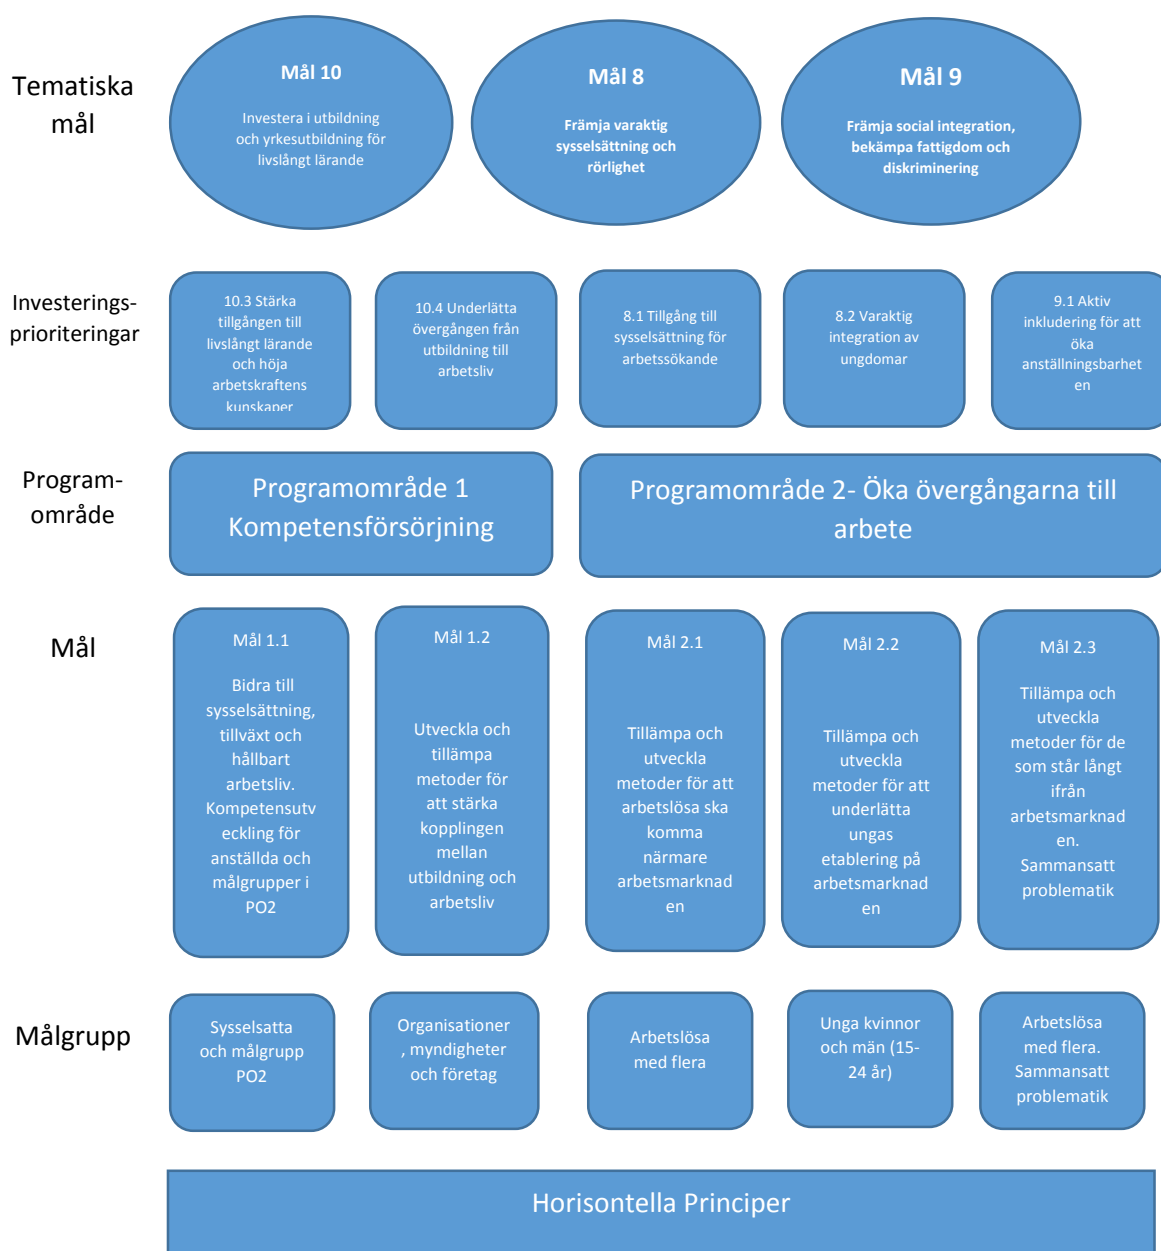 Tematiska
mål
Mål 10
Investera i utbildning
och yrkesutbildning för
livslångt lärande
Mål 8
Främja varaktig
sysselsättning och
rörlighet
Mål 9
Främja social integration,
bekämpa fattigdom och
diskriminering
Investerings-
prioriteringar
10.3 Stärka
tillgången till
livslångt lärande
och höja
arbetskraftens
kunskaper
10.4 Underlätta
övergången från
utbildning till
arbetsliv
8.1 Tillgång till
sysselsättning för
arbetssökande
8.2 Varaktig
integration av
ungdomar
9.1 Aktiv
inkludering för att
öka
anställningsbarhet
en
Program-
område
Programområde 1
Kompetensförsörjning
Programområde 2- Öka övergångarna till
arbete
Mål
Mål 1.1
Bidra till
sysselsättning,
tillväxt och
hållbart
arbetsliv.
Kompetensutv
eckling för
anställda och
målgrupper i
PO2
Mål 1.2
Utveckla och
tillämpa
metoder för
att stärka
kopplingen
mellan
utbildning och
arbetsliv
Mål 2.1
Tillämpa och
utveckla
metoder för att
arbetslösa ska
komma
närmare
arbetsmarknad
en
Mål 2.2
Tillämpa och
utveckla
metoder för att
underlätta
ungas
etablering på
arbetsmarknad
en
Mål 2.3
Tillämpa och
utveckla
metoder för de
som står långt
ifrån
arbetsmarknad
en.
Sammansatt
problematik
Målgrupp
Sysselsatta
och målgrupp
PO2
Organisationer
, myndigheter
och företag
Arbetslösa
med flera
Unga kvinnor
och män (15-
24 år)
Arbetslösa
med flera.
Sammansatt
problematik
Horisontella Principer